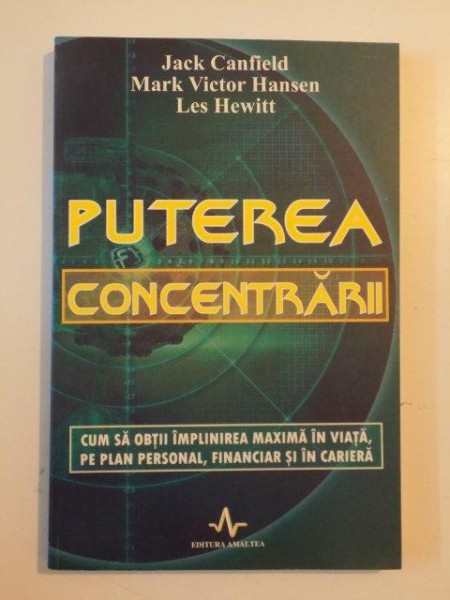 Jack Canfield
Mark Victor Hansen
Les Hewitt
PUTEREA
CONCENTRĂRII
CUM SĂ OBȚII ÎMPLINIREA MAXIMĂ ÎN VIAȚĂ,
PE PLAN PERSONAL, FINANCIAR ȘI ÎN CARIERĂ
EDITURA AMALTEA